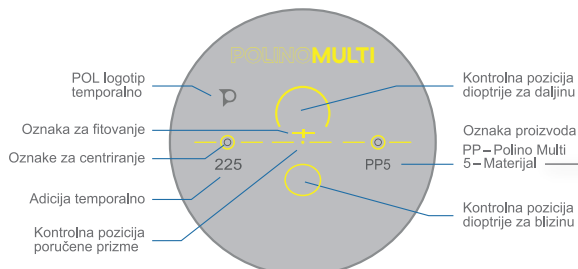 POLINOMULTI
POL logotip
temporalno
Oznaka za fitovanje
Oznake za centriranje
225
Adicija temporalno
Kontrolna pozicija
poručene prizme
Kontrolna pozicija
dioptrije za daljinu
Oznaka proizvoda
PP–Polino Multi
5–Materijal
PP5
Kontrolna pozicija
dioptrije za blizinu